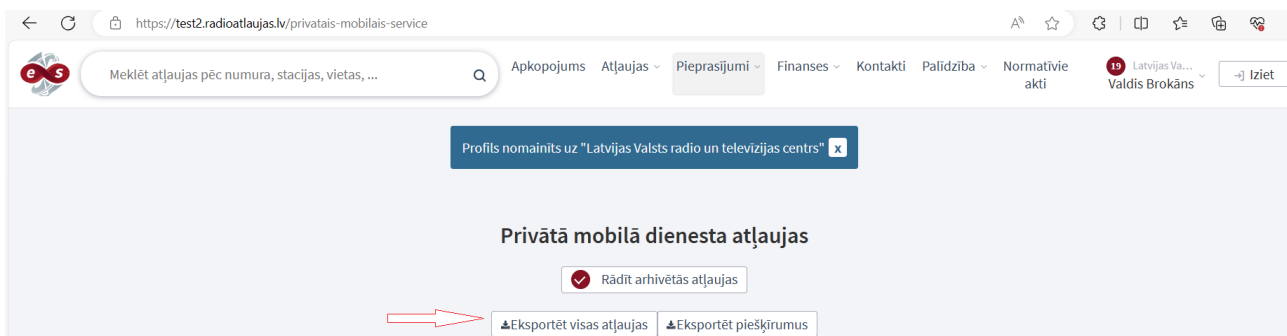 https://test2.radioatlaujas.lv/privatais-mobilais-service
A
e s
Meklēt atļaujas pēc numura, stacijas, vietas, ...
Apkopojums Atļaujas Pieprasījumi Finanses Kontakti Palīdzība Normatīvie akti
19 Latvijas Va...
Valdis Brokāns
Iziet
Profils nomainīts uz "Latvijas Valsts radio un televīzijas centrs" x
Privātā mobilā dienesta atļaujas
Rādīt arhivētās atļaujas
Eksportēt visas atļaujas Eksportēt piešķīrumus